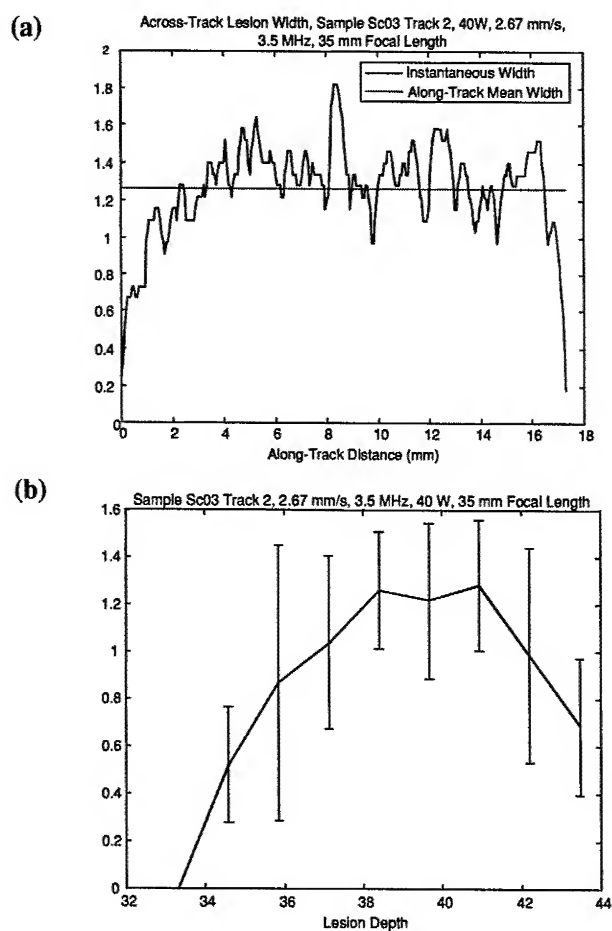 (a)
Across-Track Lesion Width, Sample Sc03 Track 2, 40W, 2.67 mm/s,
3.5 MHz, 35 mm Focal Length
Instantaneous Width
Along-Track Mean Width
2
1.8
1.6
1.4
1.2
1
0.8
0.6
0.4
0.2
0
0 2 4 6 8 10 12 14 16 18
Along-Track Distance (mm)
(b)
Sample Sc03 Track 2, 2.67 mm/s, 3.5 MHz, 40 W, 35 mm Focal Length
1.6
1.4
1.2
1
0.8
0.6
0.4
0.2
0
32 34 36 38 40 42 44
Lesion Depth